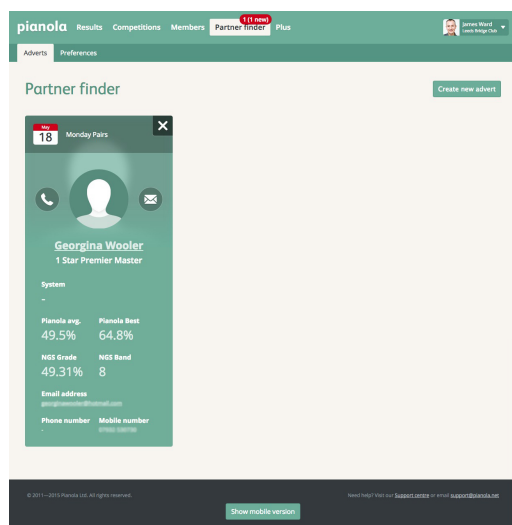 pianola Results Competitions Members Partner finder 1 (1 new) Plus James Ward
Leeds Bridge Club
Adverts Preferences
Partner finder
Create new advert
May
18
Monday Pairs
Georgina Wooler
1 Star Premier Master
System
-
Pianola avg. Pianola Best
49.5% 64.8%
NGS Grade NGS Band
49.31% 8
Email address
Phone number Mobile number
-
© 2011—2015 Pianola Ltd. All rights reserved. Need help? Visit our Support centre or email support@pianola.net
Show mobile version